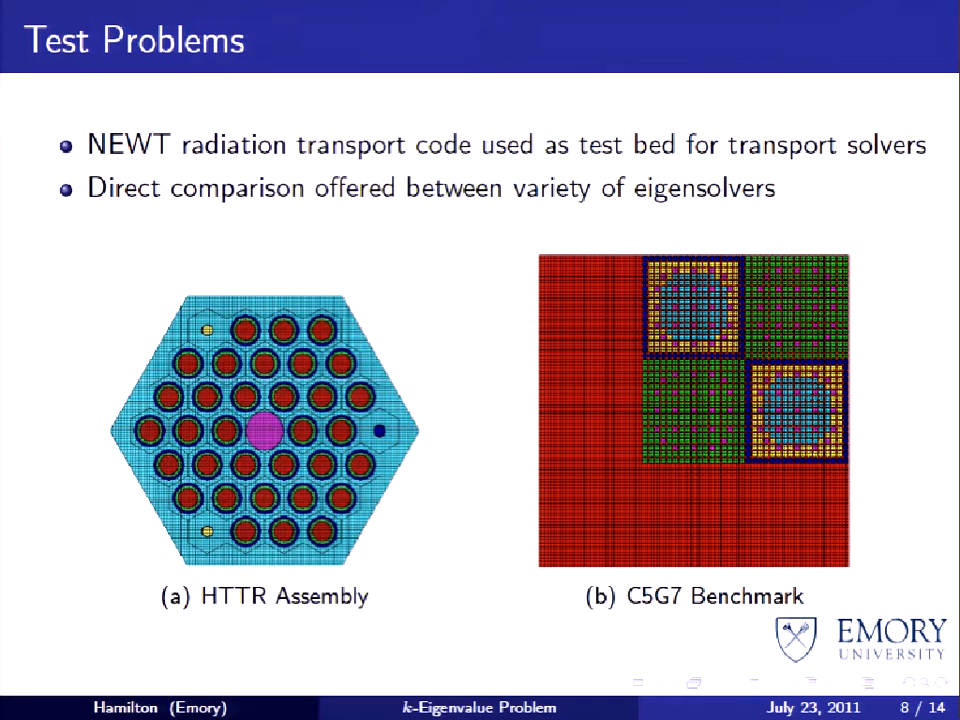 Test Problems
NEWT radiation transport code used as test bed for transport solvers
Direct comparison offered between variety of eigensolvers
(a) HTTR Assembly
(b) C5G7 Benchmark
EMORY
UNIVERSITY
Hamilton (Emory)
k-Eigenvalue Problem
July 23, 2011
8 / 14